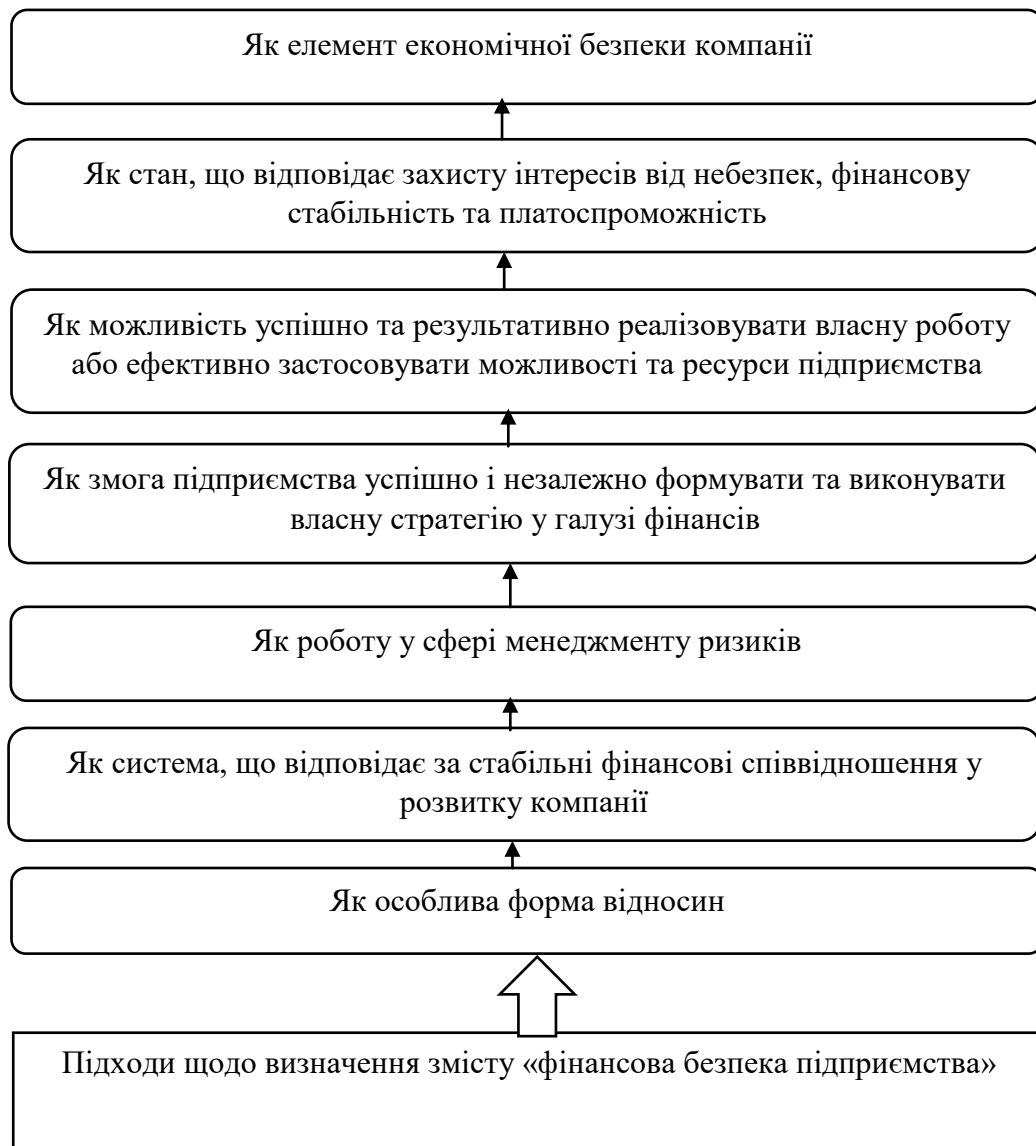 Як елемент економічної безпеки компанії
Як стан, що відповідає захисту інтересів від небезпек, фінансову
стабільність та платоспроможність
Як можливість успішно та результативно реалізовувати власну роботу
або ефективно застосовувати можливості та ресурси підприємства
Як змога підприємства успішно і незалежно формувати та виконувати
власну стратегію у галузі фінансів
Як роботу у сфері менеджменту ризиків
Як система, що відповідає за стабільні фінансові співвідношення у
розвитку компанії
Як особлива форма відносин
Підходи щодо визначення змісту «фінансова безпека підприємства»